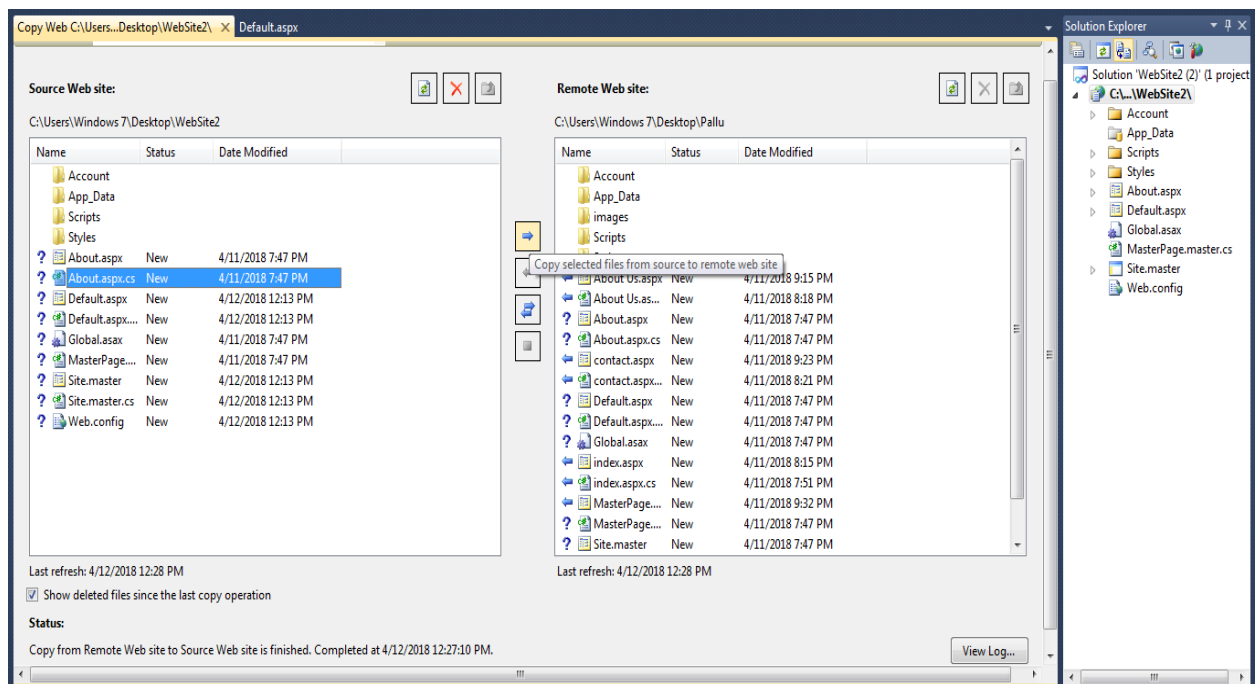 Copy Web C:\Users...Desktop\WebSite2\
Default.aspx
Source Web site:
C:\Users\Windows 7\Desktop\WebSite2
Name Status Date Modified
Account
App_Data
Scripts
Styles
About.aspx New 4/11/2018 7:47 PM
About.aspx.cs New 4/11/2018 7:47 PM
Default.aspx New 4/12/2018 12:13 PM
Default.aspx.... New 4/12/2018 12:13 PM
Global.asax New 4/11/2018 7:47 PM
MasterPage.... New 4/11/2018 7:47 PM
Site.master New 4/12/2018 12:13 PM
Site.master.cs New 4/12/2018 12:13 PM
Web.config New 4/12/2018 12:13 PM
Last refresh: 4/12/2018 12:28 PM
Show deleted files since the last copy operation
Status:
Copy from Remote Web site to Source Web site is finished. Completed at 4/12/2018 12:27:10 PM.
Copy selected files from source to remote web site
Remote Web site:
C:\Users\Windows 7\Desktop\Pallu
Name Status Date Modified
Account
App_Data
images
Scripts
About Us.aspx New 4/11/2018 9:15 PM
About Us.as... New 4/11/2018 8:18 PM
About.aspx New 4/11/2018 7:47 PM
About.aspx.cs New 4/11/2018 7:47 PM
contact.aspx New 4/11/2018 9:23 PM
contact.aspx... New 4/11/2018 8:21 PM
Default.aspx New 4/11/2018 7:47 PM
Default.aspx.... New 4/11/2018 7:47 PM
Global.asax New 4/11/2018 7:47 PM
index.aspx New 4/11/2018 8:15 PM
index.aspx.cs New 4/11/2018 7:51 PM
MasterPage.... New 4/11/2018 9:32 PM
MasterPage.... New 4/11/2018 7:47 PM
Site.master New 4/11/2018 7:47 PM
Last refresh: 4/12/2018 12:28 PM
View Log...
Solution Explorer
Solution 'WebSite2 (2)' (1 project
C:\...\WebSite2\
Account
App_Data
Scripts
Styles
About.aspx
Default.aspx
Global.asax
MasterPage.master.cs
Site.master
Web.config